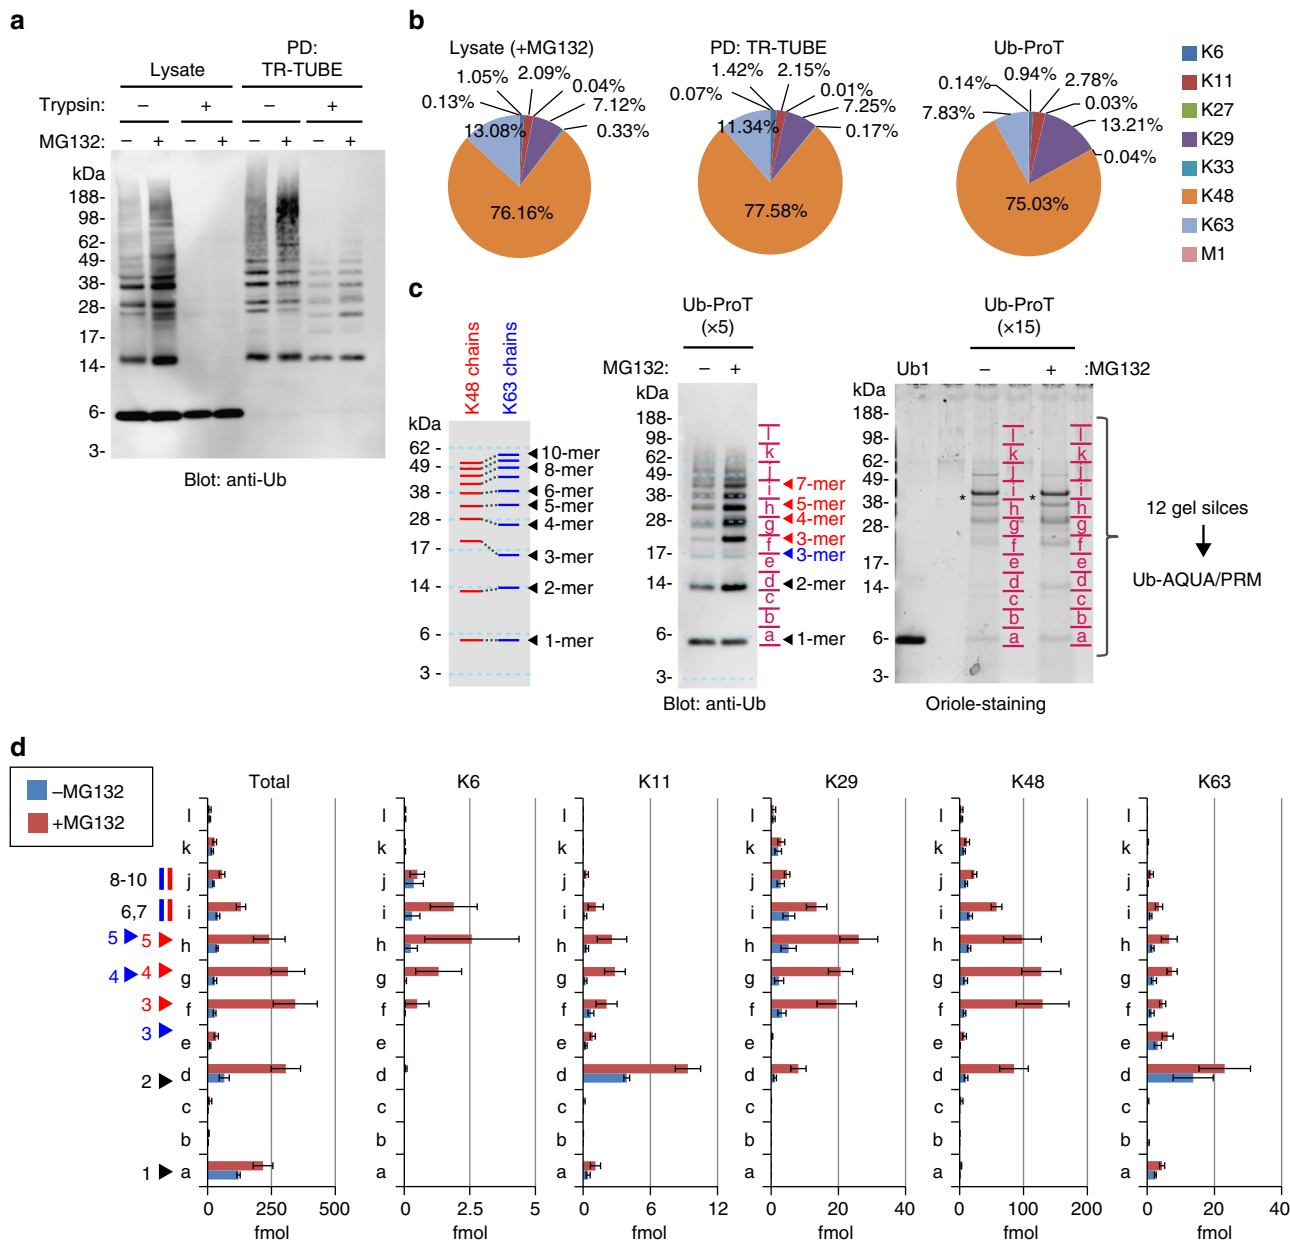 a
PD:
Lysate
TR-TUBE
Trypsin: – + – +
MG132: – + – + – + – +
kDa
188-
98-
62-
49-
38-
28-
17-
14-
6-
3-
Blot: anti-Ub
b
Lysate (+MG132)
1.05%
2.09%
0.04%
0.13%
7.12%
13.08%
0.33%
76.16%
PD: TR-TUBE
1.42%
2.15%
0.01%
0.07%
7.25%
11.34%
0.17%
77.58%
Ub-ProT
0.14%
0.94%
2.78%
0.03%
7.83%
13.21%
0.04%
75.03%
K6
K11
K27
K29
K33
K48
K63
M1
c
K48 chains
K63 chains
kDa
62 -
49 -
38 -
28 -
17 -
14 -
6 -
3 -
10-mer
8-mer
6-mer
5-mer
4-mer
3-mer
2-mer
1-mer
Ub-ProT
(×5)
MG132: – +
kDa
188-
98-
62-
49-
38-
28-
17-
14-
6-
3-
l
k
j
i
h
g
f
e
d
c
b
a
7-mer
5-mer
4-mer
3-mer
3-mer
2-mer
1-mer
Blot: anti-Ub
Ub-ProT
(×15)
Ub1 – + :MG132
kDa
188-
98-
62-
49-
38-
28-
17-
14-
6-
3-
* *
l l
k k
j j
i i
h h
g g
f f
e e
d d
c c
b b
a a
Oriole-staining
12 gel silces
Ub-AQUA/PRM
d
–MG132
+MG132
8-10
6,7
5 5
4 4
3
3
2
1
Total
l
k
j
i
h
g
f
e
d
c
b
a
0 250 500
fmol
K6
l
k
j
i
h
g
f
e
d
c
b
a
0 2.5 5
fmol
K11
l
k
j
i
h
g
f
e
d
c
b
a
0 6 12
fmol
K29
l
k
j
i
h
g
f
e
d
c
b
a
0 20 40
fmol
K48
l
k
j
i
h
g
f
e
d
c
b
a
0 100 200
fmol
K63
l
k
j
i
h
g
f
e
d
c
b
a
0 20 40
fmol